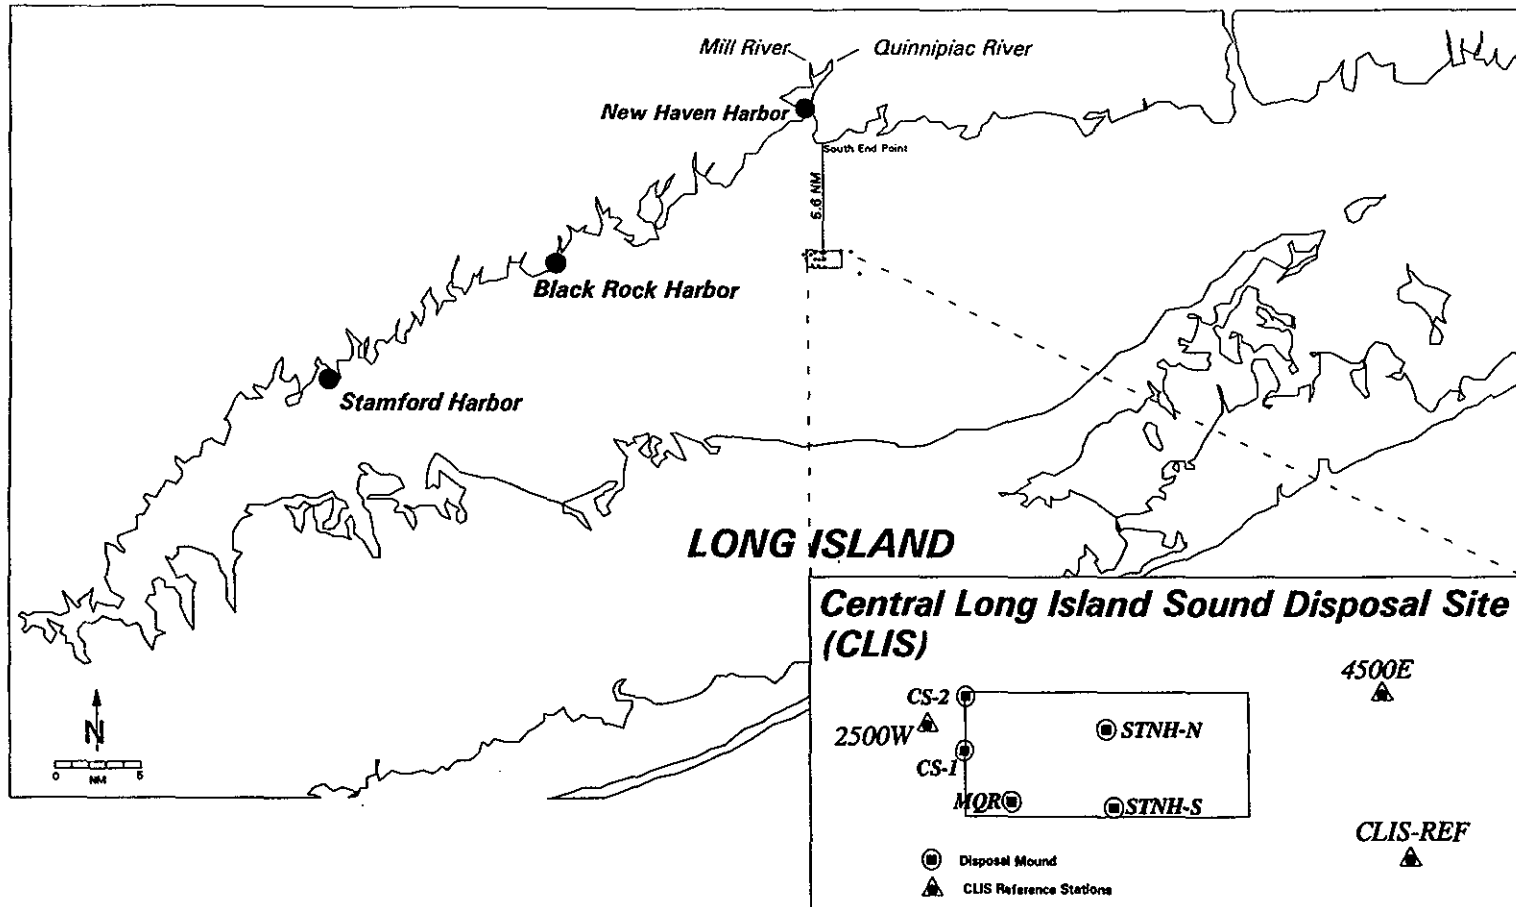 Mill River
Quinnipiac River
New Haven Harbor
South End Point
5.6 NM
Black Rock Harbor
Stamford Harbor
LONG ISLAND
N
0 5
NM
Central Long Island Sound Disposal Site
(CLIS)
4500E
CS-2
2500W
STNH-N
CS-1
MQR
STNH-S
CLIS-REF
Disposal Mound
CLIS Reference Stations